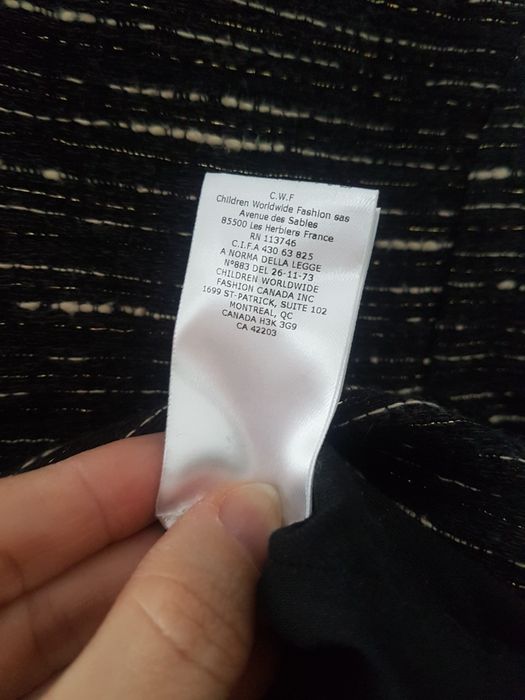 C.W.F
Children Worldwide Fashion sas
Avenue des Sables
85500 Les Herbiers France
RN 113746
C.I.F.A 430 63 825
A NORMA DELLA LEGGE
N°883 DEL 26-11-73
CHILDREN WORLDWIDE
FASHION CANADA INC
1699 ST-PATRICK, SUITE 102
MONTREAL, QC
CANADA H3K 3G9
CA 42203